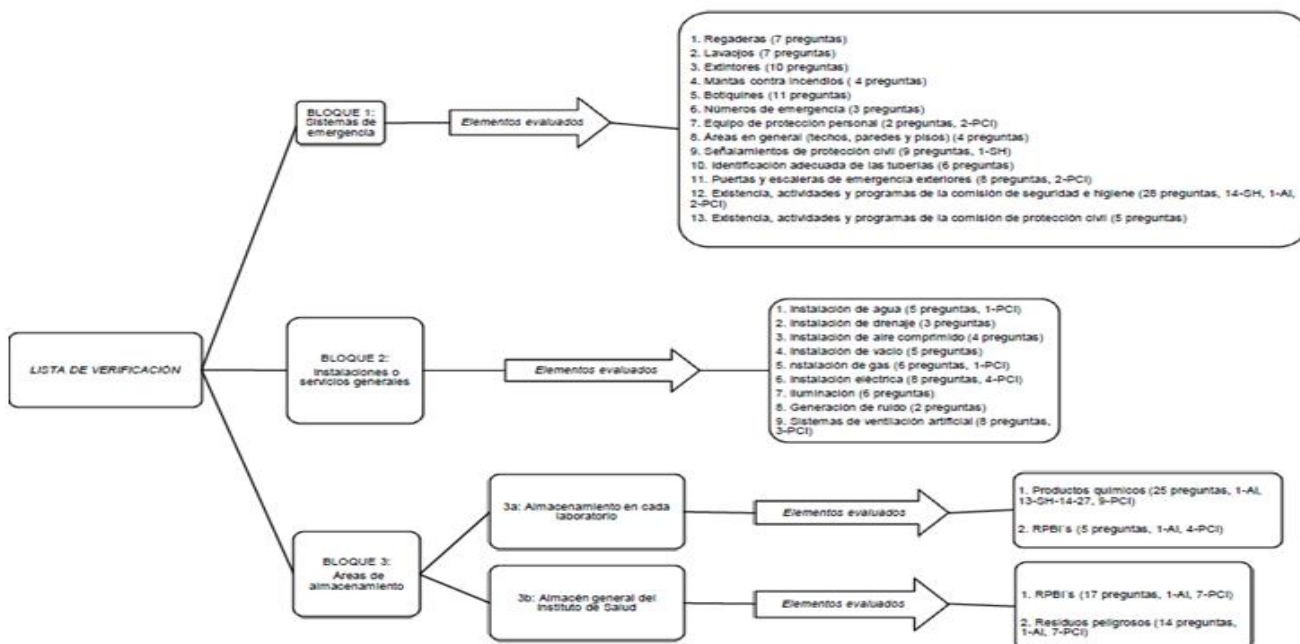 LISTA DE VERIFICACIÓN
BLOQUE 1:
Sistemas de
emergencia
Elementos evaluados
1. Regaderas (7 preguntas)
2. Lavaojos (7 preguntas)
3. Extintores (10 preguntas)
4. Mantas contra incendios ( 4 preguntas)
5. Botiquines (11 preguntas)
6. Números de emergencia (3 preguntas)
7. Equipo de protección personal (2 preguntas, 2-PCI)
8. Áreas en general (techos, paredes y pisos) (4 preguntas)
9. Señalamientos de protección civil (9 preguntas, 1-SH)
10. Identificación adecuada de las tuberías (6 preguntas)
11. Puertas y escaleras de emergencia exteriores (8 preguntas, 2-PCI)
12. Existencia, actividades y programas de la comisión de seguridad e higiene (28 preguntas, 14-SH, 1-AI,
2-PCI)
13. Existencia, actividades y programas de la comisión de protección civil (5 preguntas)
BLOQUE 2:
Instalaciones o
servicios generales
Elementos evaluados
1. Instalación de agua (5 preguntas, 1-PCI)
2. Instalación de drenaje (3 preguntas)
3. Instalación de aire comprimido (4 preguntas)
4. Instalación de vacío (5 preguntas)
5. nstalación de gas (6 preguntas, 1-PCI)
6. Instalación eléctrica (8 preguntas, 4-PCI)
7. Iluminación (6 preguntas)
8. Generación de ruido (2 preguntas)
9. Sistemas de ventilación artificial (8 preguntas,
3-PCI)
BLOQUE 3:
Áreas de
almacenamiento
3a: Almacenamiento en cada
laboratorio
Elementos evaluados
1. Productos químicos (25 preguntas, 1-AI,
13-SH-14-27, 9-PCI)
2. RPBI´s (5 preguntas, 1-AI, 4-PCI)
3b: Almacén general del
Instituto de Salud
Elementos evaluados
1. RPBI´s (17 preguntas, 1-AI, 7-PCI)
2. Residuos peligrosos (14 preguntas,
1-AI, 7-PCI)